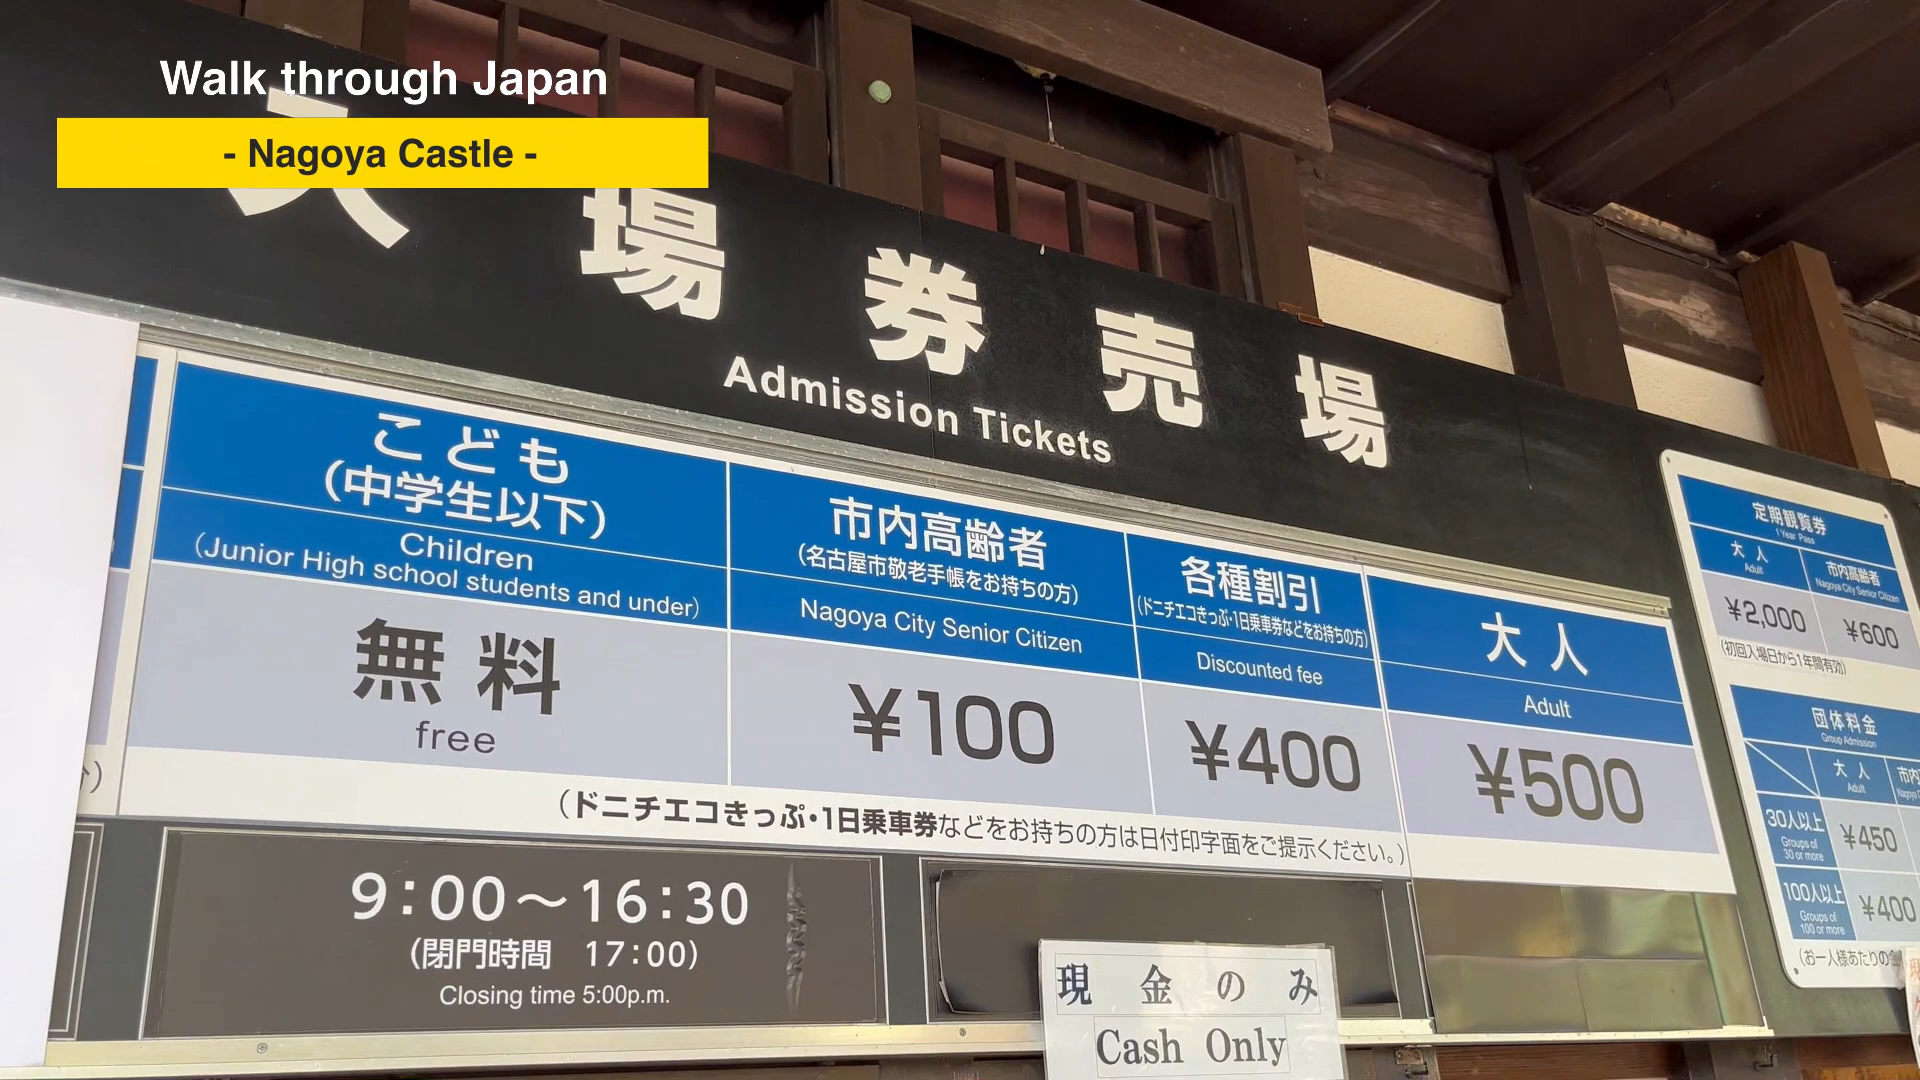 Walk through Japan
- Nagoya Castle -
入場券売場
Admission Tickets
こども
(中学生以下)
Children
(Junior High school students and under)
無料
free
市内高齢者
(名古屋市敬老手帳をお持ちの方)
Nagoya City Senior Citizen
¥100
各種割引
(ドニチエコきっぷ・1日乗車券などをお持ちの方)
Discounted fee
¥400
大人
Adult
¥500
(ドニチエコきっぷ・1日乗車券などをお持ちの方は日付印字面をご提示ください。)
9:00〜16:30
(閉門時間 17:00)
Closing time 5:00p.m.
現金のみ
Cash Only
定期観覧券
1 Year Pass
大人
Adult
¥2,000
市内高齢者
Nagoya City Senior Citizen
¥600
(初回入場日から1年間有効)
団体料金
Group Admission
大人
Adult
市内
30人以上
Groups of
30 or more
¥450
100人以上
Groups of
100 or more
¥400
(お一人様あたりの